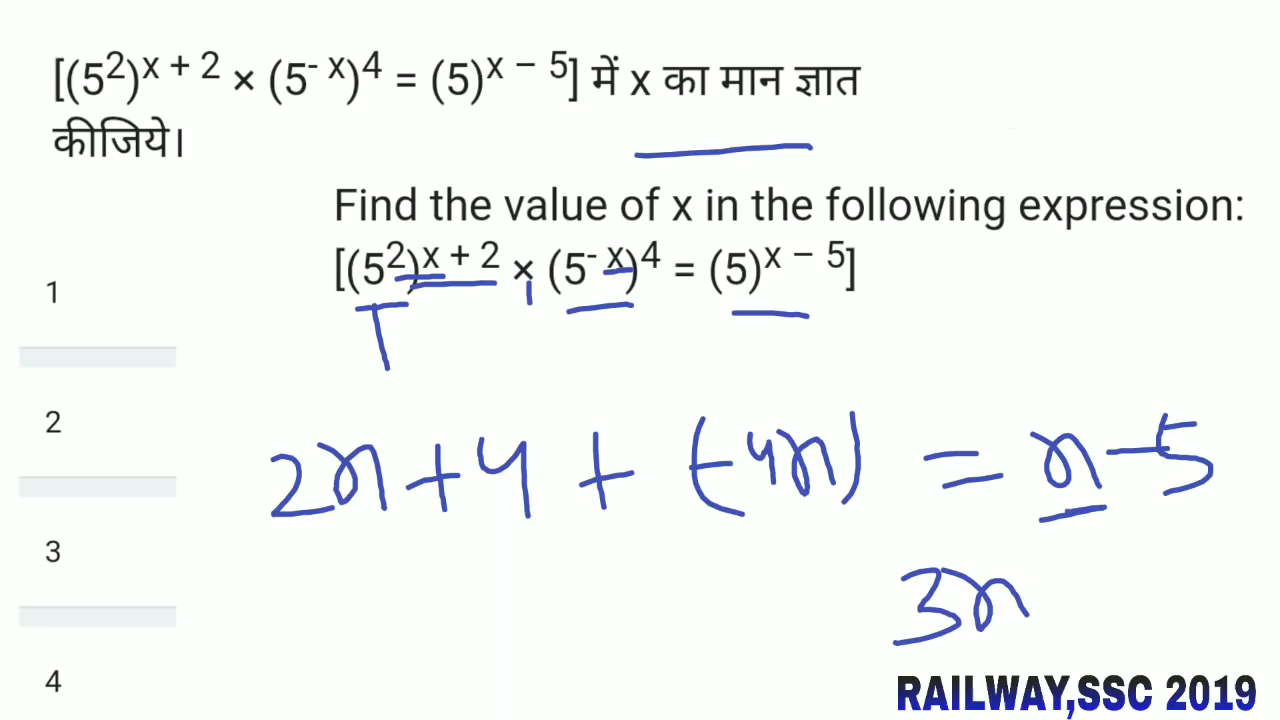 [(5²)ˣ ⁺ ² × (5⁻ ˣ)⁴ = (5)ˣ ⁻ ⁵] में x का मान ज्ञात
कीजिये।
Find the value of x in the following expression:
[(5²)ˣ ⁺ ² × (5⁻ ˣ)⁴ = (5)ˣ ⁻ ⁵]
1
2
3
4
2x + 4 + (-4x) = x - 5
3x
RAILWAY,SSC 2019